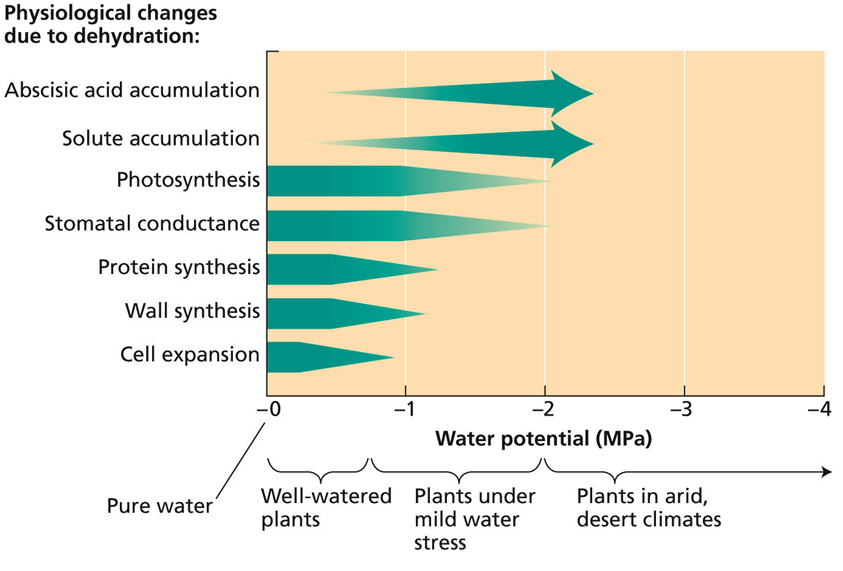 Physiological changes
due to dehydration:
Abscisic acid accumulation
Solute accumulation
Photosynthesis
Stomatal conductance
Protein synthesis
Wall synthesis
Cell expansion
–0 –1 –2 –3 –4
Water potential (MPa)
Pure water
Well-watered
plants
Plants under
mild water
stress
Plants in arid,
desert climates